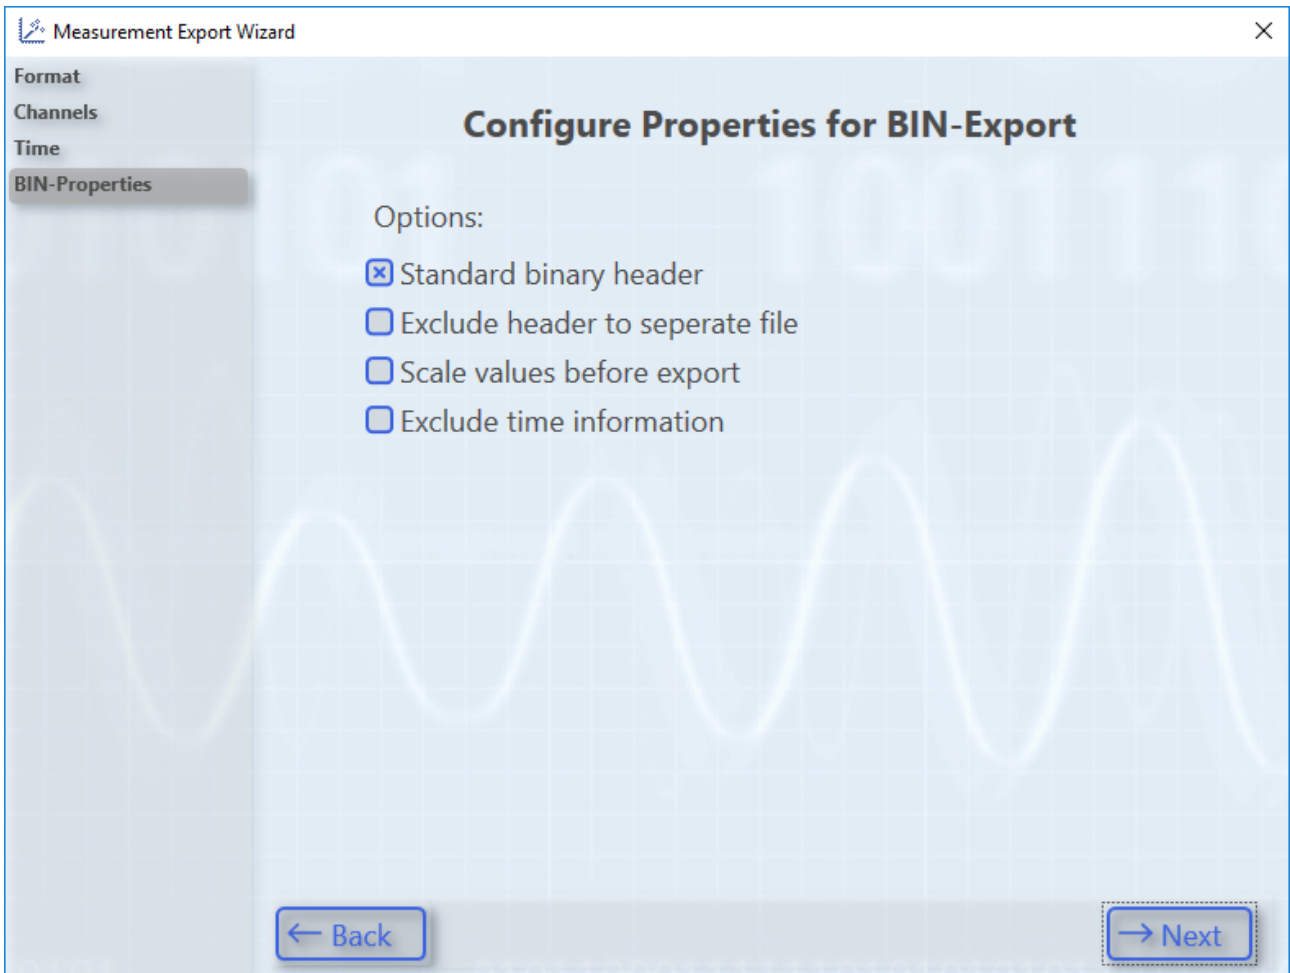 Measurement Export Wizard
Format
Channels
Time
BIN-Properties
Configure Properties for BIN-Export
Options:
Standard binary header
Exclude header to seperate file
Scale values before export
Exclude time information
← Back
→ Next